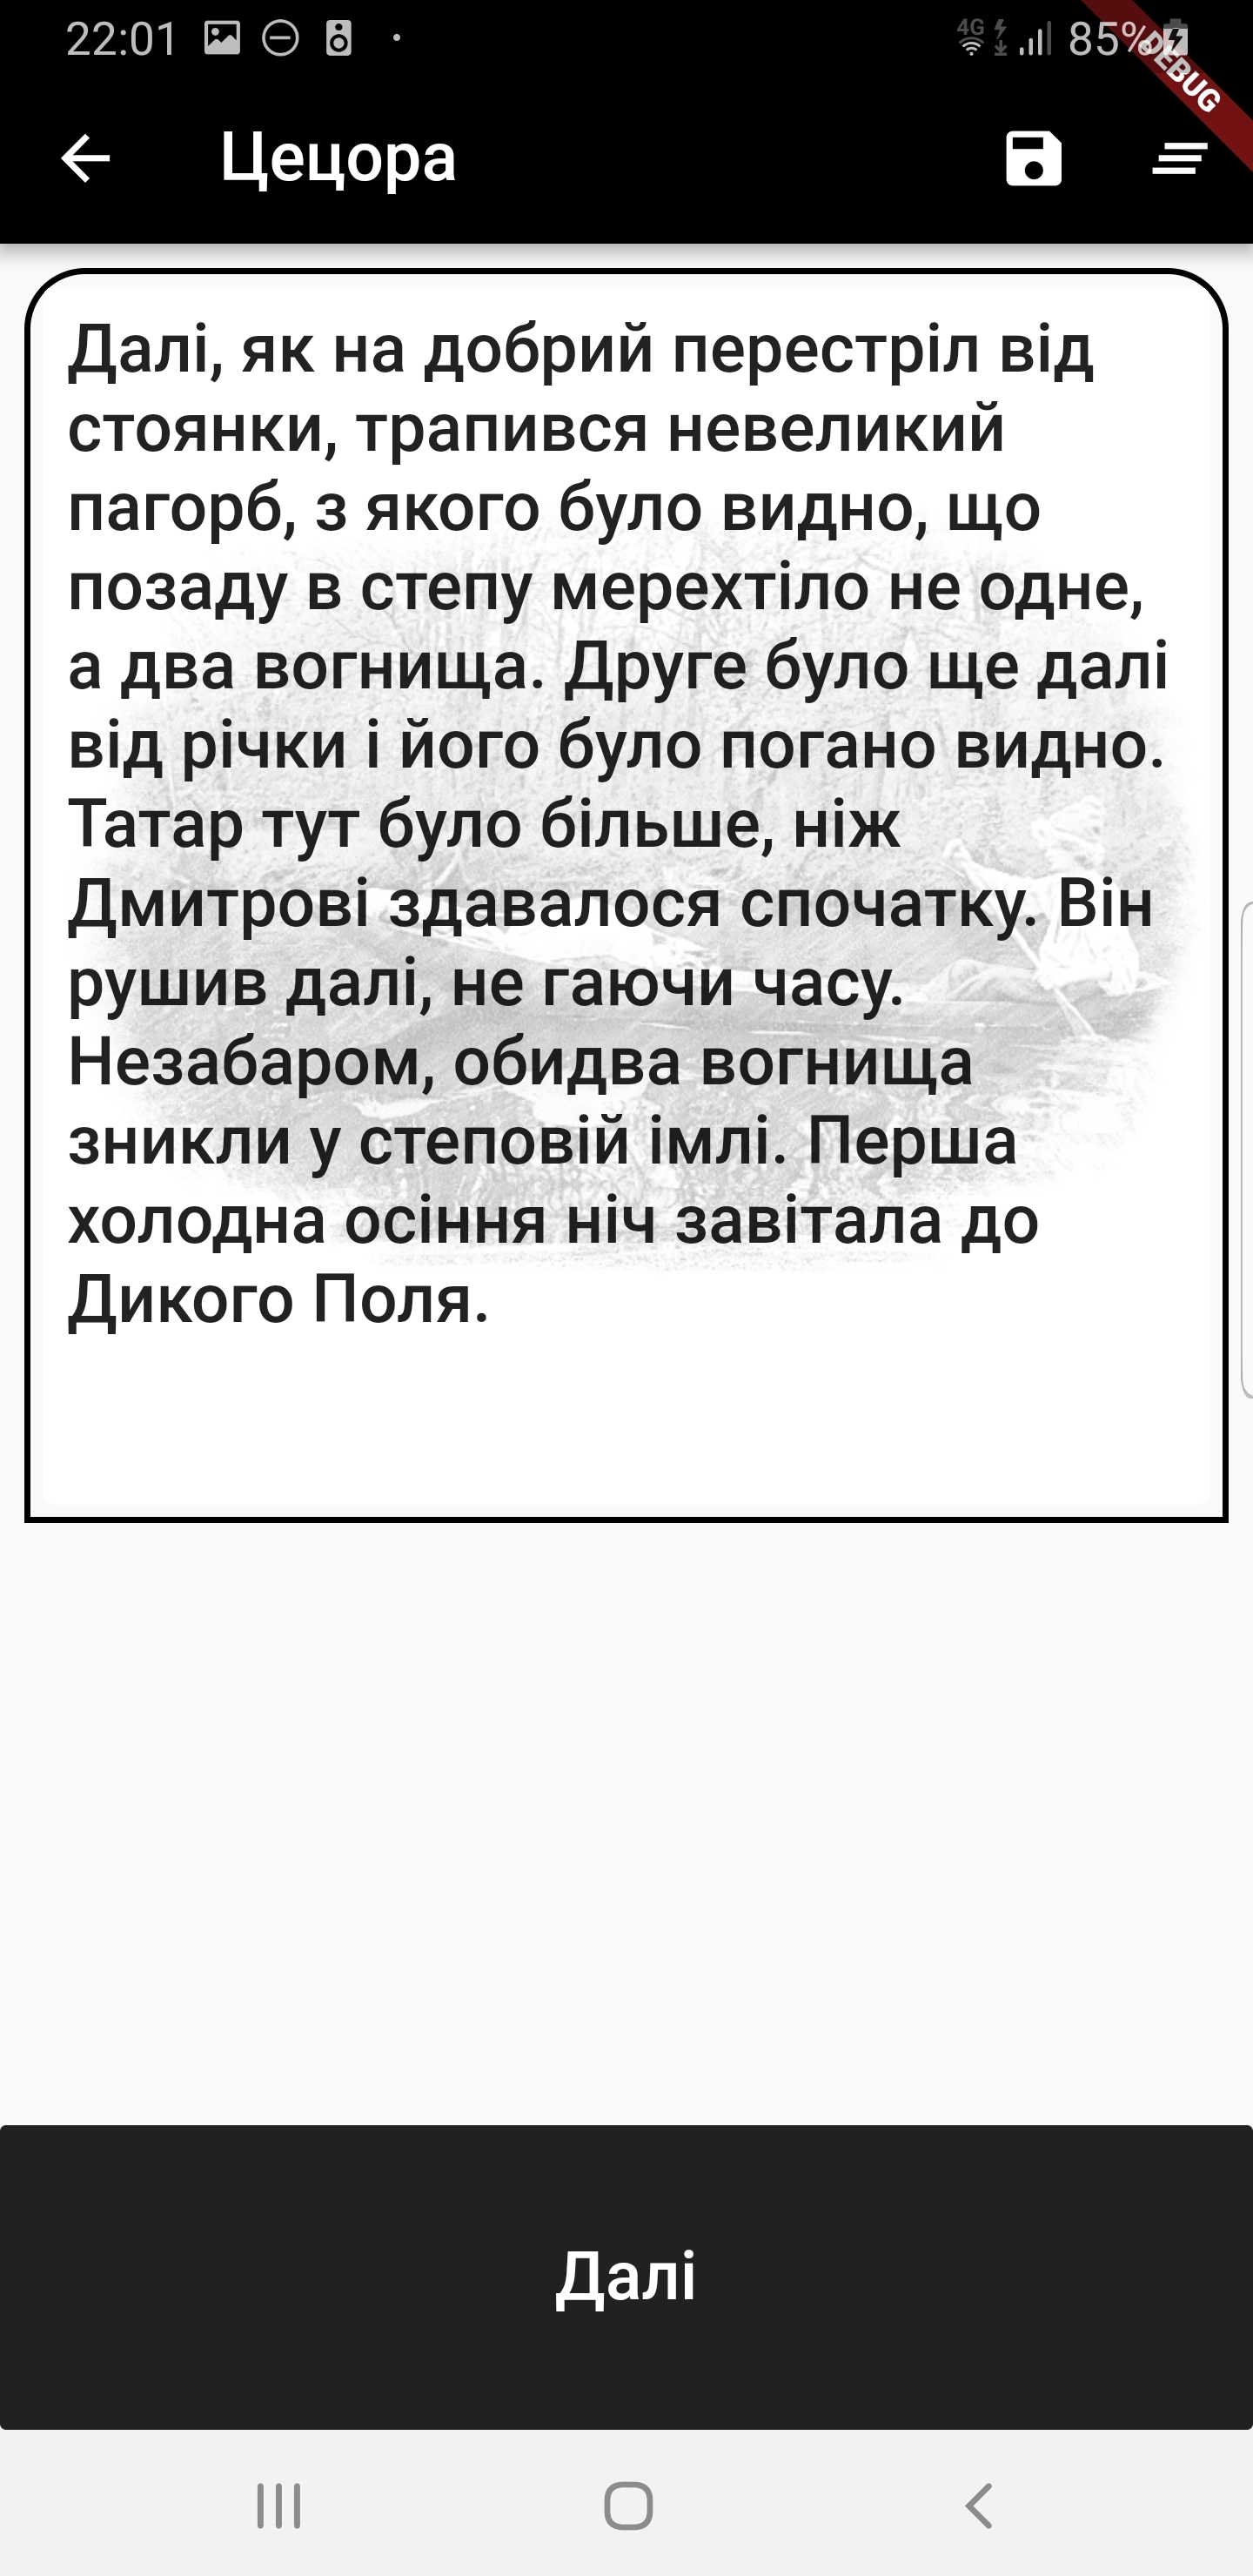 22:01
4G
85%
DEBUG
Цецора
Далі, як на добрий перестріл від
стоянки, трапився невеликий
пагорб, з якого було видно, що
позаду в степу мерехтіло не одне,
а два вогнища. Друге було ще далі
від річки і його було погано видно.
Татар тут було більше, ніж
Дмитрові здавалося спочатку. Він
рушив далі, не гаючи часу.
Незабаром, обидва вогнища
зникли у степовій імлі. Перша
холодна осіння ніч завітала до
Дикого Поля.
Далі